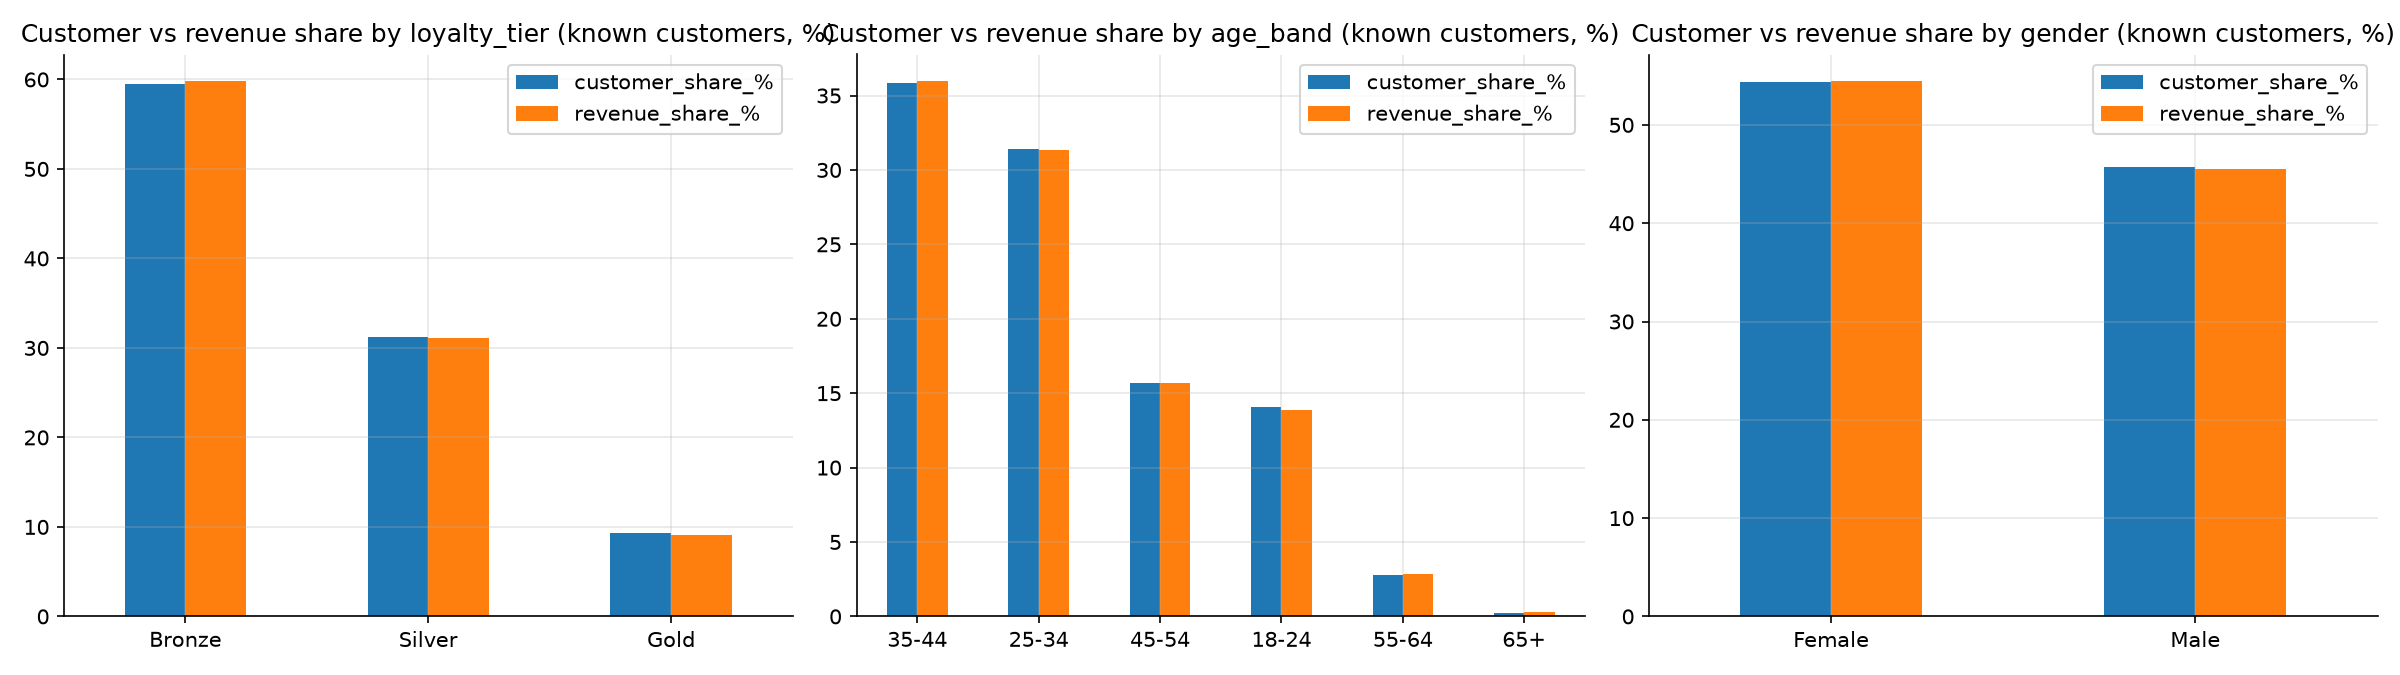 Customer vs revenue share by loyalty_tier (known customers, %)
customer_share_%
revenue_share_%
60
50
40
30
20
10
0
Bronze Silver Gold
Customer vs revenue share by age_band (known customers, %)
customer_share_%
revenue_share_%
35
30
25
20
15
10
5
0
35-44 25-34 45-54 18-24 55-64 65+
Customer vs revenue share by gender (known customers, %)
customer_share_%
revenue_share_%
50
40
30
20
10
0
Female Male